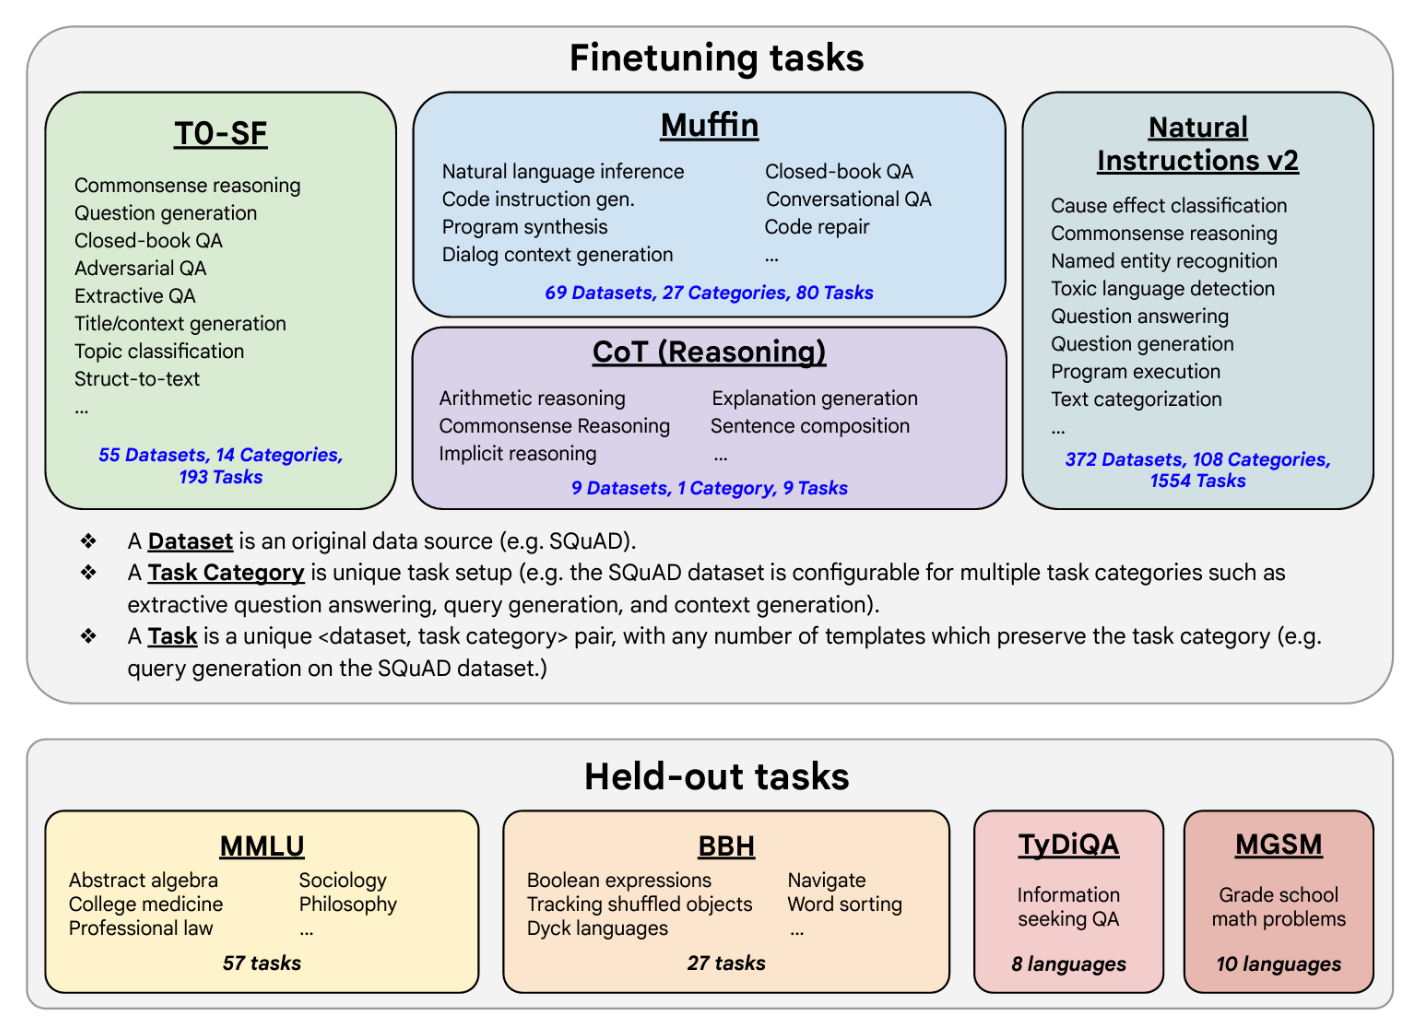 Finetuning tasks
T0-SF
Commonsense reasoning
Question generation
Closed-book QA
Adversarial QA
Extractive QA
Title/context generation
Topic classification
Struct-to-text
...
55 Datasets, 14 Categories,
193 Tasks
Muffin
Natural language inference
Code instruction gen.
Program synthesis
Dialog context generation
Closed-book QA
Conversational QA
Code repair
...
69 Datasets, 27 Categories, 80 Tasks
CoT (Reasoning)
Arithmetic reasoning
Commonsense Reasoning
Implicit reasoning
Explanation generation
Sentence composition
...
9 Datasets, 1 Category, 9 Tasks
Natural
Instructions v2
Cause effect classification
Commonsense reasoning
Named entity recognition
Toxic language detection
Question answering
Question generation
Program execution
Text categorization
...
372 Datasets, 108 Categories,
1554 Tasks
❖ A Dataset is an original data source (e.g. SQuAD).
❖ A Task Category is unique task setup (e.g. the SQuAD dataset is configurable for multiple task categories such as
extractive question answering, query generation, and context generation).
❖ A Task is a unique <dataset, task category> pair, with any number of templates which preserve the task category (e.g.
query generation on the SQuAD dataset.)
Held-out tasks
MMLU
Abstract algebra
College medicine
Professional law
Sociology
Philosophy
...
57 tasks
BBH
Boolean expressions
Tracking shuffled objects
Dyck languages
Navigate
Word sorting
...
27 tasks
TyDiQA
Information
seeking QA
8 languages
MGSM
Grade school
math problems
10 languages